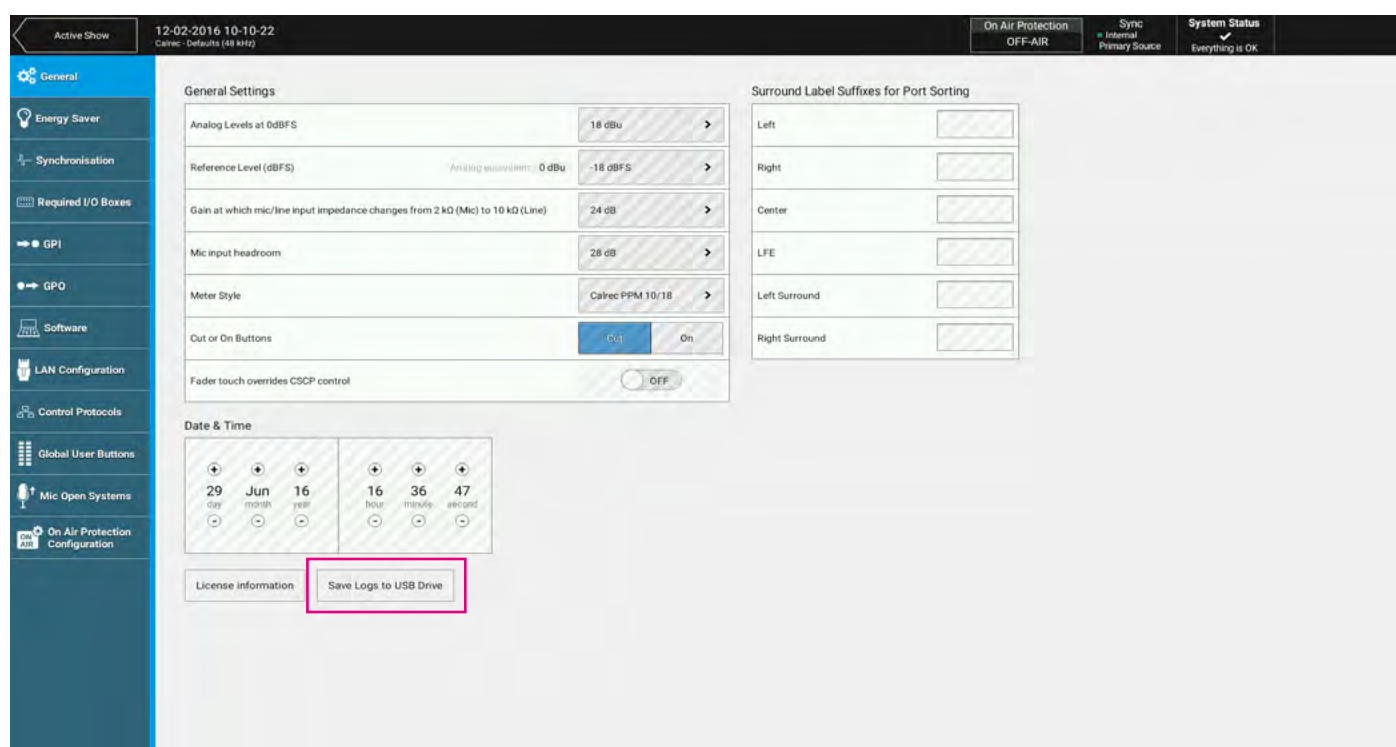 Active Show
12-02-2016 10-10-22
Calrec - Defaults (48 kHz)
On Air Protection
OFF-AIR
Sync
Internal
Primary Source
System Status
Everything is OK
General
Energy Saver
Synchronisation
Required I/O Boxes
GPI
GPO
Software
LAN Configuration
Control Protocols
Global User Buttons
Mic Open Systems
ON AIR
On Air Protection
Configuration
General Settings
Analog Levels at 0dBFS
18 dBu
Reference Level (dBFS)
Analog equivalent: 0 dBu
-18 dBFS
Gain at which mic/line input impedance changes from 2 kΩ (Mic) to 10 kΩ (Line)
24 dB
Mic input headroom
28 dB
Meter Style
Calrec PPM 10/18
Cut or On Buttons
Cut
On
Fader touch overrides CSCP control
OFF
Surround Label Suffixes for Port Sorting
Left
Right
Center
LFE
Left Surround
Right Surround
Date & Time
29 Jun 16 16 36 47
day month year hour minute second
License information
Save Logs to USB Drive